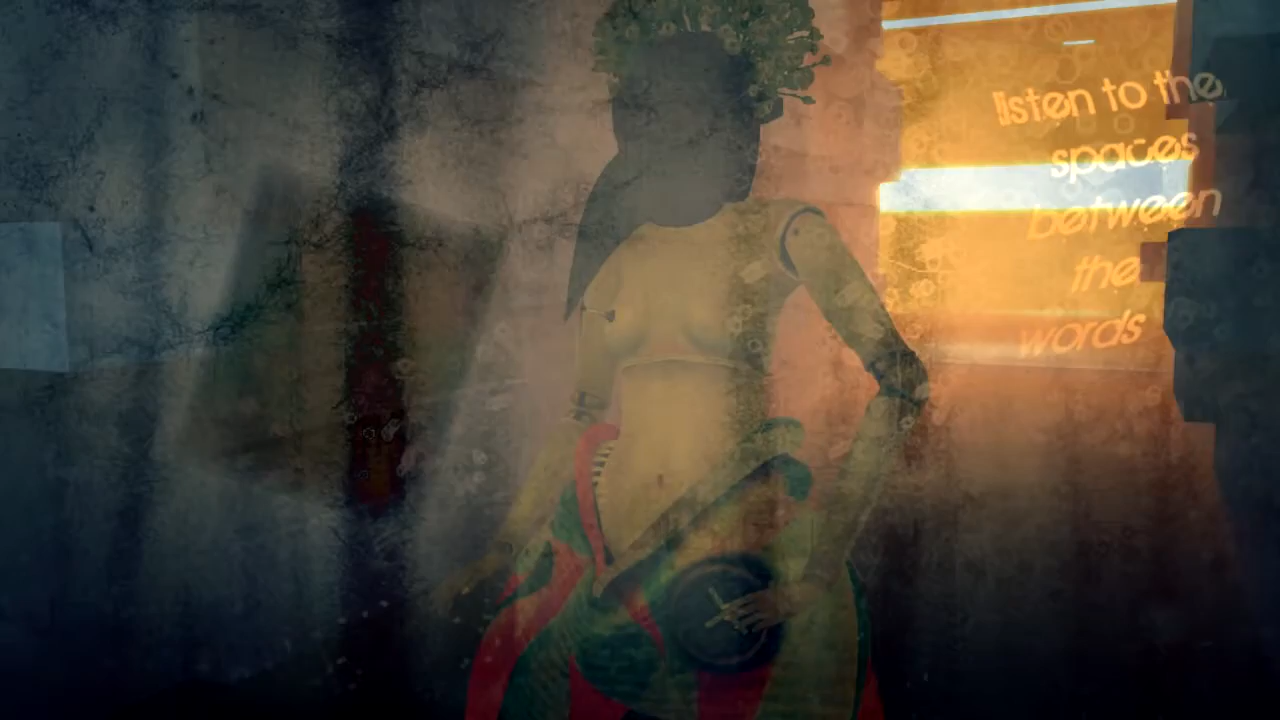 listen to the
spaces
between
the
words